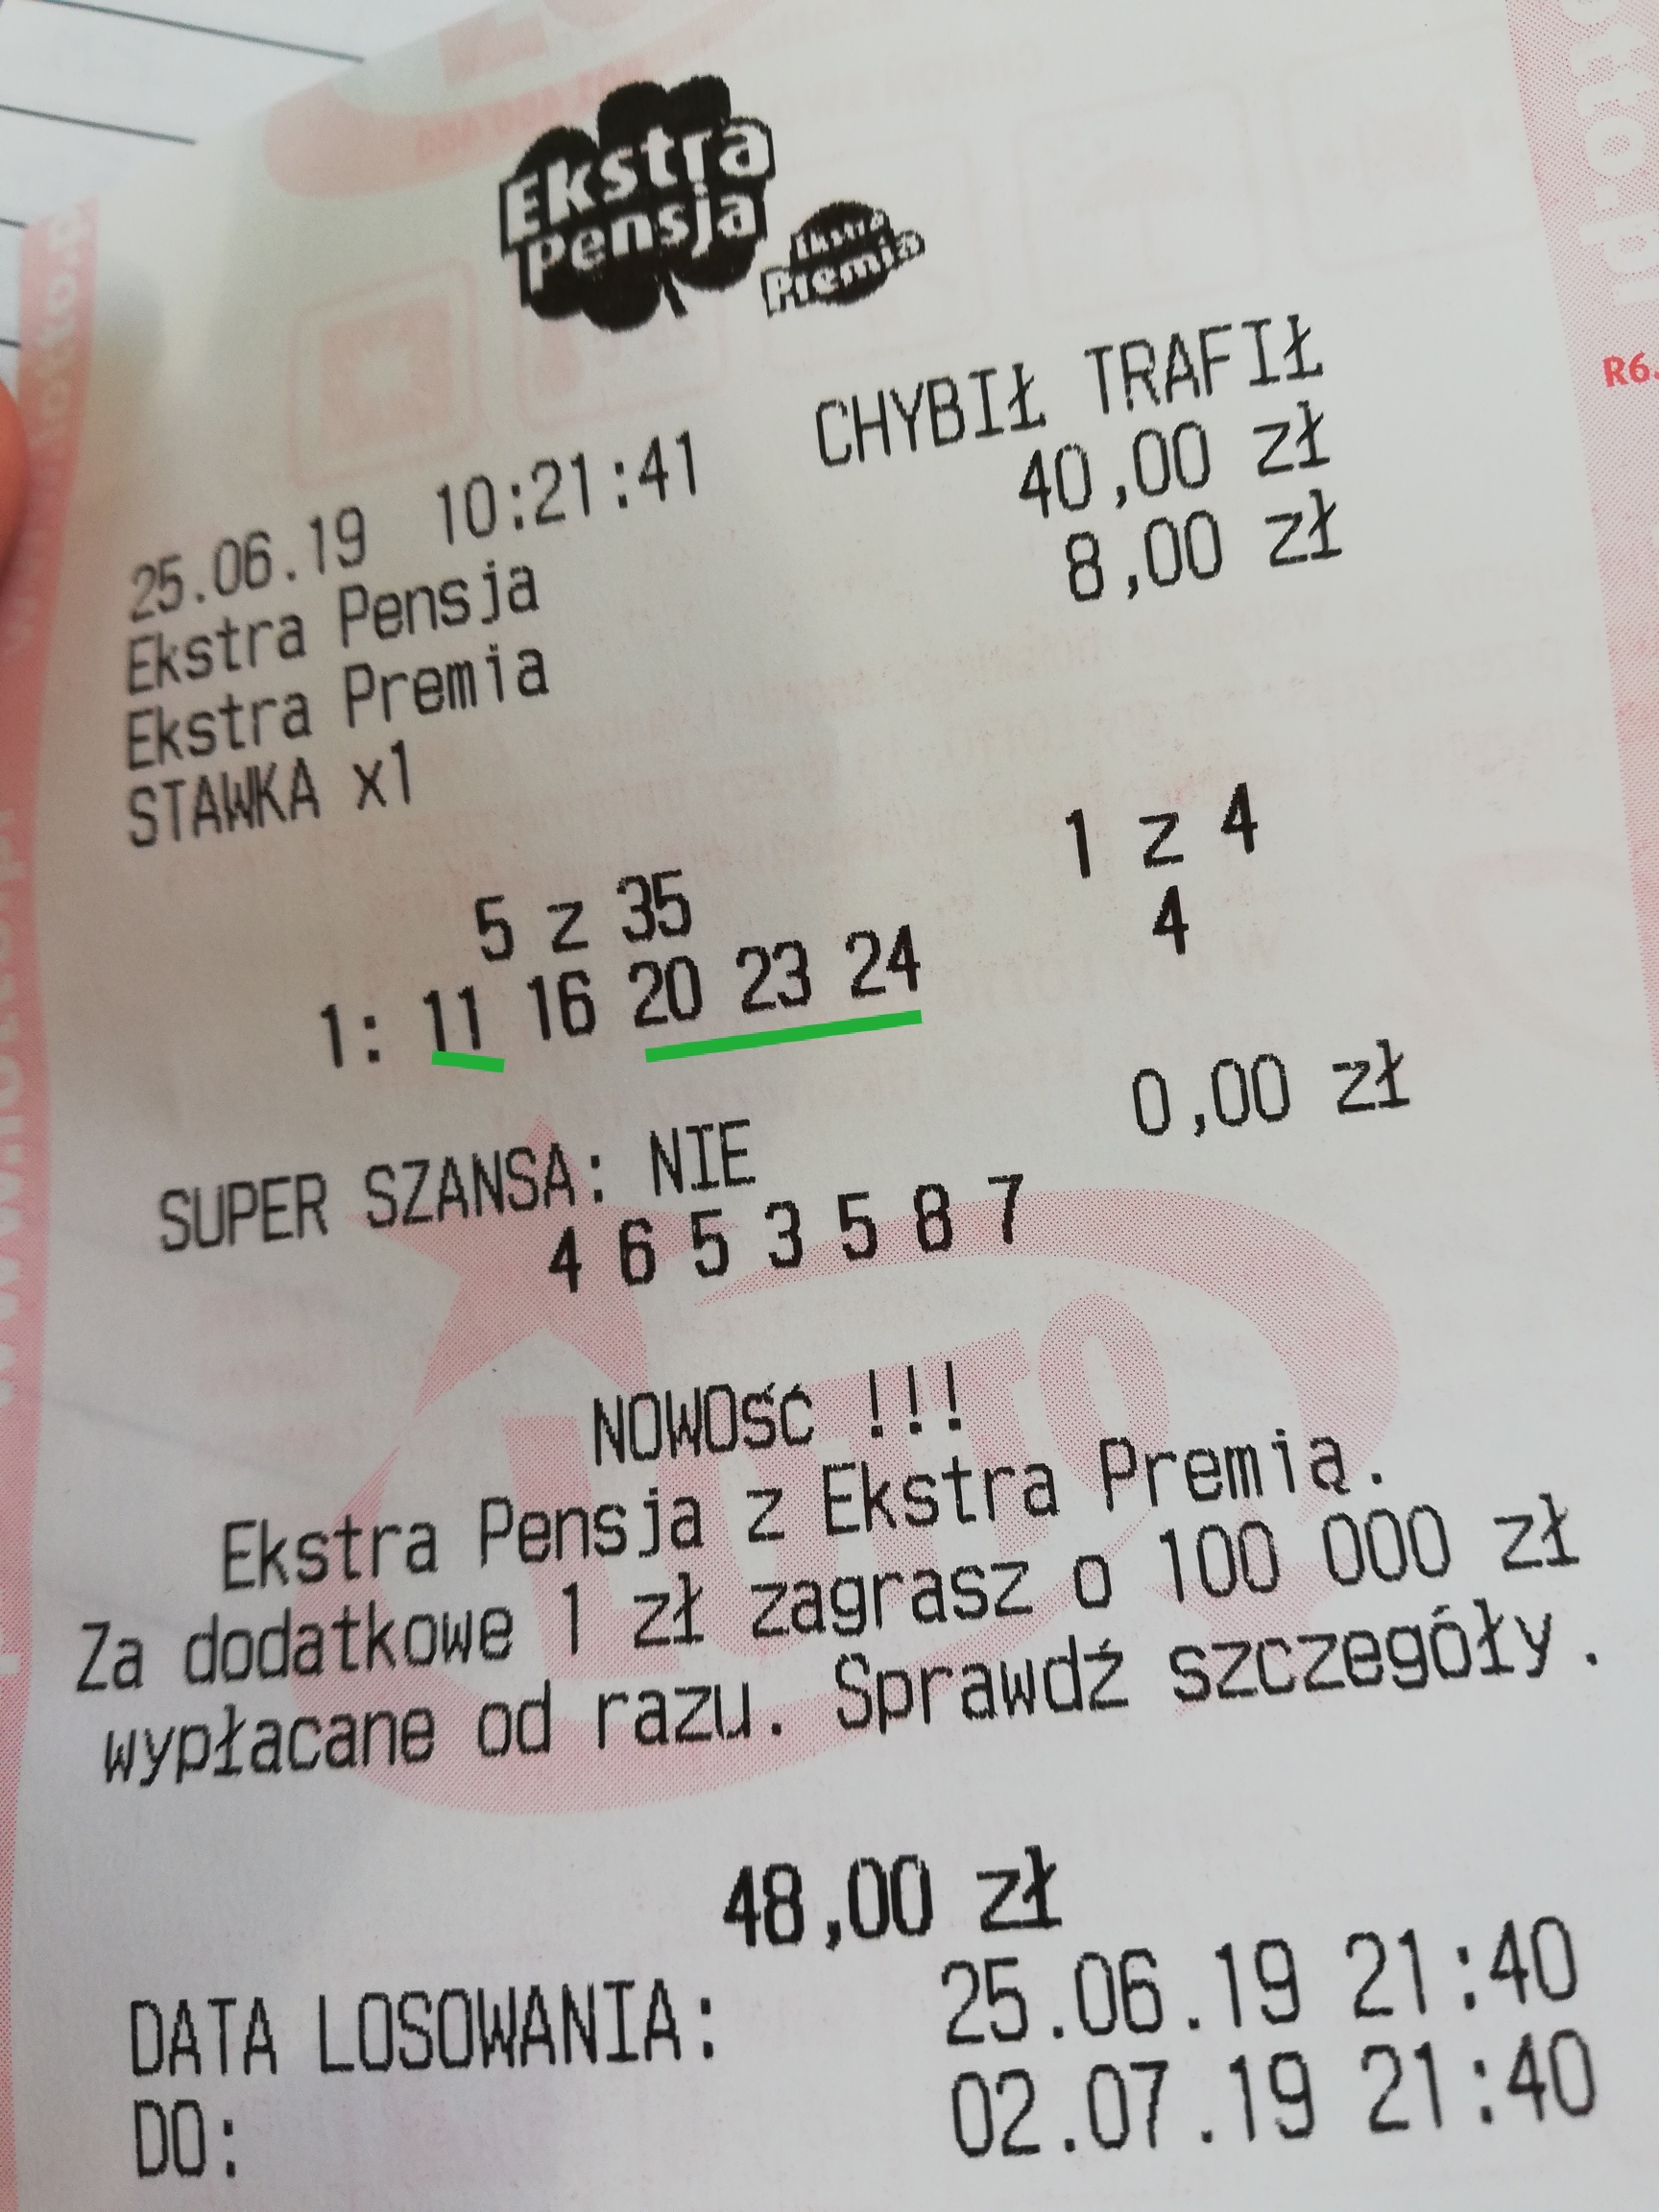 Ekstra
Pensja
Ekstra
Premia
CHYBIŁ TRAFIŁ
25.06.19 10:21:41
Ekstra Pensja 40,00 zł
Ekstra Premia 8,00 zł
STAWKA x1
5 z 35 1 z 4
1: 11 16 20 23 24 4
SUPER SZANSA: NIE 0,00 zł
4 6 5 3 5 8 7
NOWOść !!!
Ekstra Pensja z Ekstra Premią.
Za dodatkowe 1 zł zagrasz o 100 000 zł
wypłacane od razu. Sprawdź szczegóły.
48,00 zł
DATA LOSOWANIA: 25.06.19 21:40
DO: 02.07.19 21:40
LOTTO
R6.